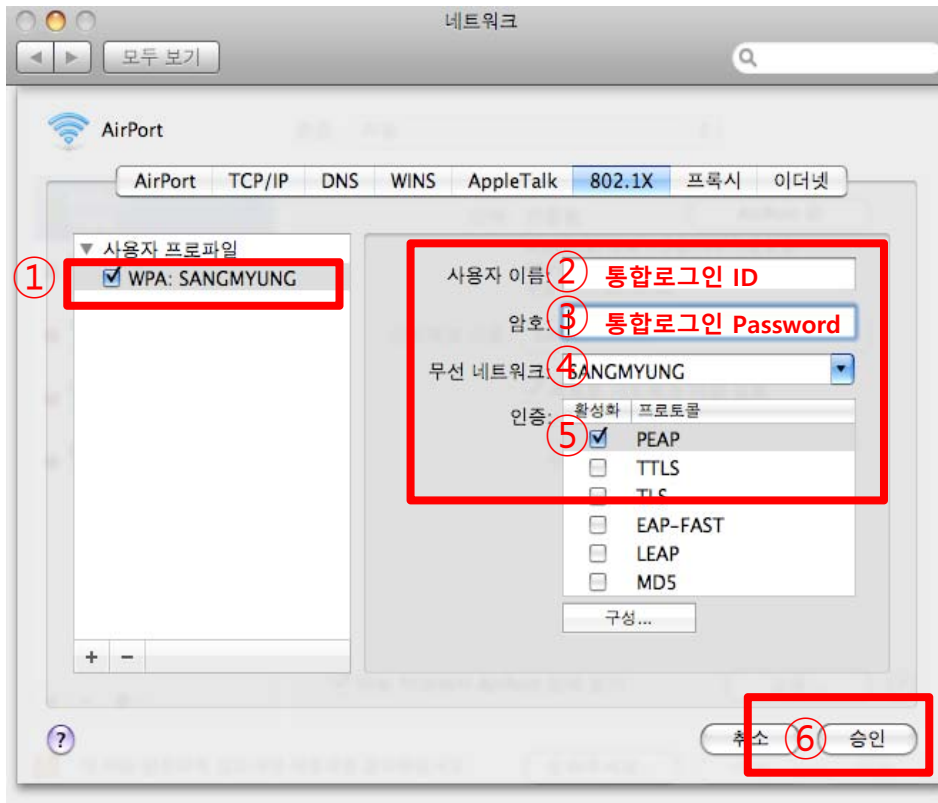 네트워크
모두 보기
AirPort
AirPort TCP/IP DNS WINS AppleTalk 802.1X 프록시 이더넷
사용자 프로파일
① WPA: SANGMYUNG
사용자 이름: ② 통합로그인 ID
암호: ③ 통합로그인 Password
무선 네트워크: ④ SANGMYUNG
인증: 활성화 프로토콜
⑤ PEAP
TTLS
TLS
EAP-FAST
LEAP
MD5
구성...
+ −
? 취소 ⑥ 승인